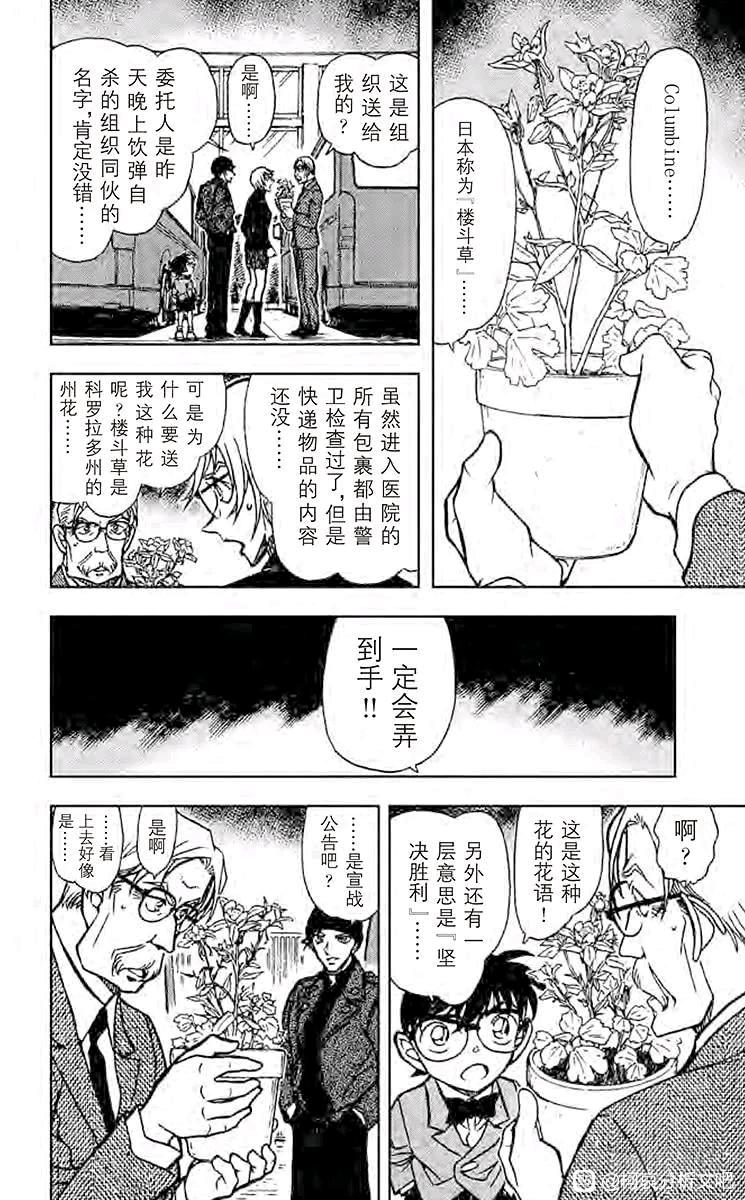 Columbine……
日本称为
『楼斗草』……
这是组
织送给
我的?
是啊……
委托人是昨
天晚上饮弹自
杀的组织同伙的
名字,肯定没错……
虽然进入医院的
所有包裹都由警
卫检查过了,但是
快递物品的内容
还没……
可是为
什么要送
我这种花
呢?楼斗草是
科罗拉多州的
州花……
一定会弄
到手!!
啊?
这是这种
花的花语!
另外还有一
层意思是『坚
决胜利』……
……是宣战
公告吧?
是啊
……看
上去好像
是……